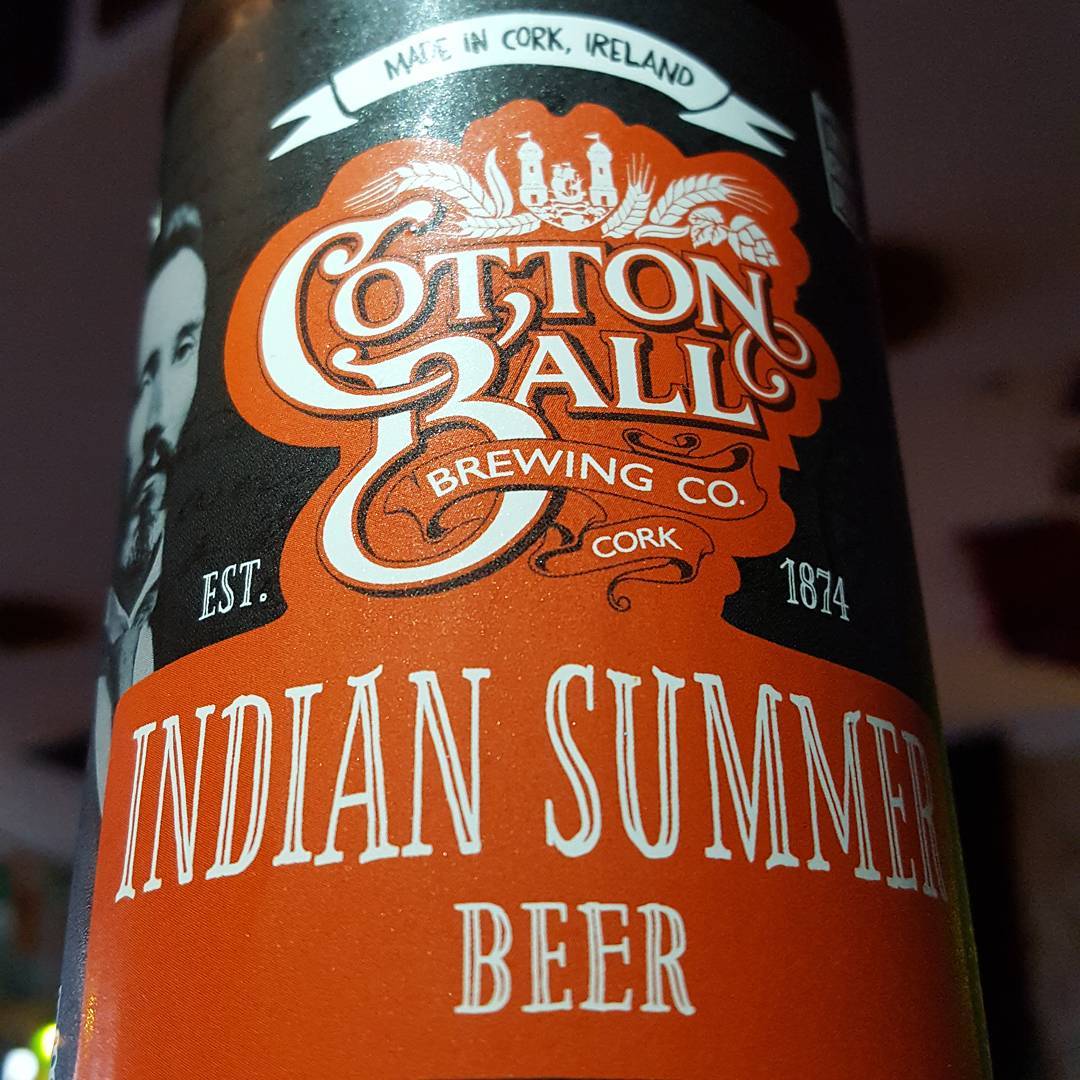 MADE IN CORK, IRELAND
COTTON
BALL
BREWING CO.
CORK
EST. 1874
INDIAN SUMMER
BEER